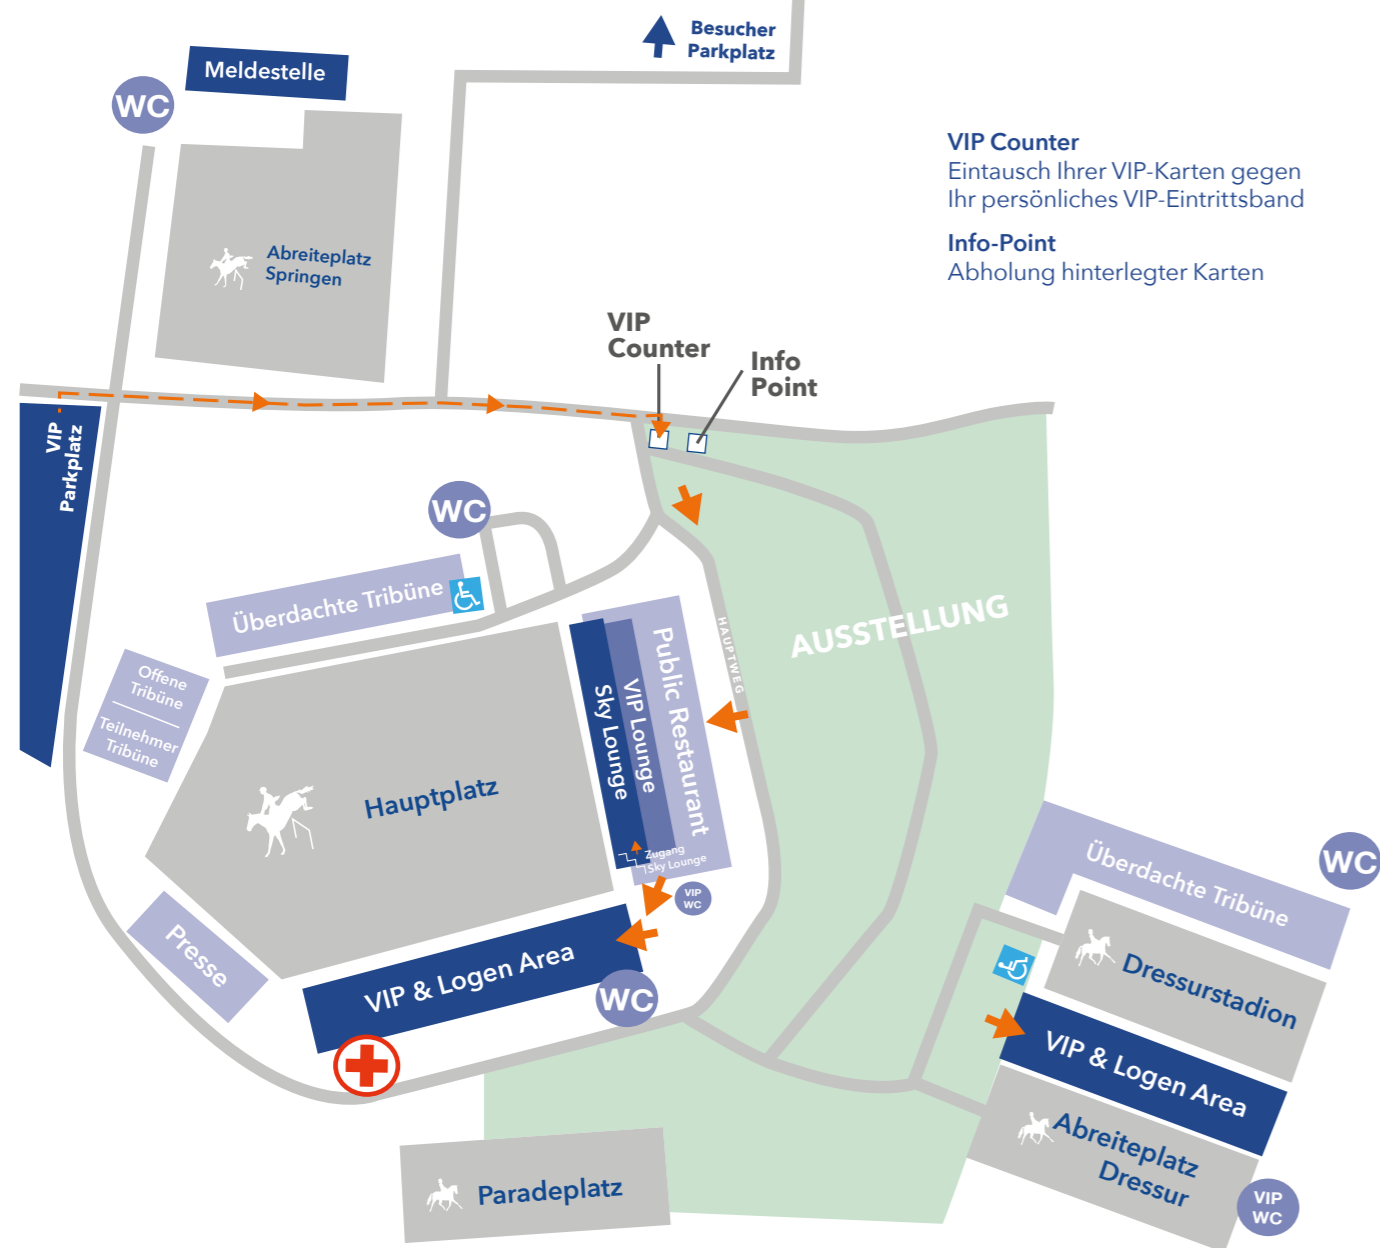 Besucher
Parkplatz
Meldestelle
WC
VIP Counter
Eintausch Ihrer VIP-Karten gegen
Ihr persönliches VIP-Eintrittsband
Info-Point
Abholung hinterlegter Karten
Abreiteplatz
Springen
VIP
Counter
Info
Point
VIP
Parkplatz
WC
Überdachte Tribüne
AUSSTELLUNG
HAUPTWEG
Offene
Tribüne
Teilnehmer
Tribüne
Sky Lounge
VIP Lounge
Public Restaurant
Hauptplatz
Zugang
Sky Lounge
VIP
WC
Presse
VIP & Logen Area
WC
Überdachte Tribüne
WC
Dressurstadion
VIP & Logen Area
Abreiteplatz
Dressur
VIP
WC
Paradeplatz